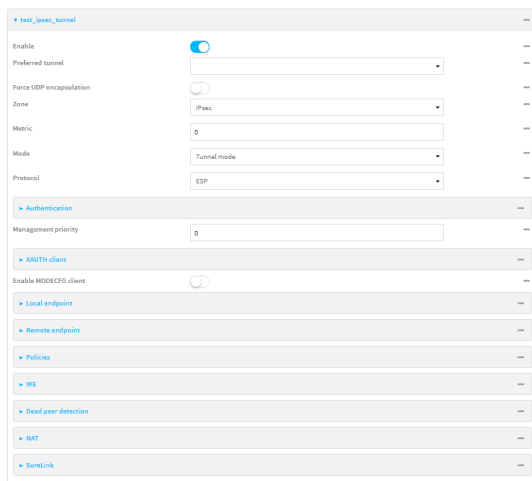 test_ipsec_tunnel
Enable
Preferred tunnel
Force UDP encapsulation
Zone
IPsec
Metric
0
Mode
Tunnel mode
Protocol
ESP
Authentication
Management priority
0
XAUTH client
Enable MODECFG client
Local endpoint
Remote endpoint
Policies
IKE
Dead peer detection
NAT
SureLink